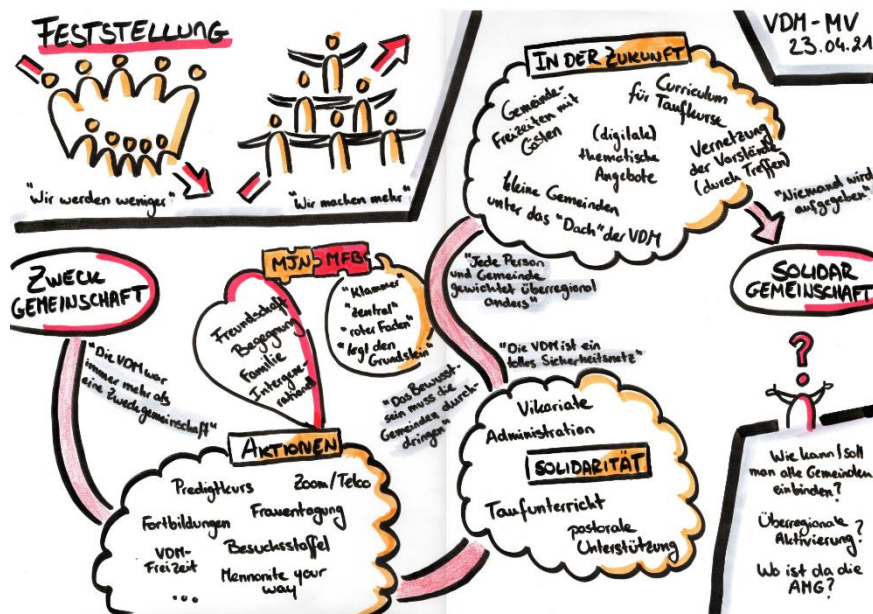 FESTSTELLUNG
"Wir werden weniger"
"Wir machen mehr"
VDM-MV
23.04.21
IN DER ZUKUNFT
Gemeinde-
Freizeiten mit
Gästen
Curriculum
für Taufkurse
(digitale)
thematische
Angebote
Vernetzung
der Vorstände
(durch Treffen)
kleine Gemeinden
unter das "Dach" der VDM
"Niemand wird
aufgegeben"
ZWECK
GEMEINSCHAFT
MJN
MFB
Freundschaft
Begegnung
Familie
Intergene-
rational
"Klammer"
"zentral"
"roter Faden"
"legt den
Grundstein"
"Jede Person
und Gemeinde
gewichtet überregional
anders"
SOLIDAR
GEMEINSCHAFT
"Die VDM war
immer mehr als
eine Zweckgemeinschaft"
"Das Bewusst-
sein muss die
Gemeinden durch-
dringen"
"Die VDM ist ein
tolles Sicherheitsnetz"
AKTIONEN
Predigtkurs
Zoom/Telco
Fortbildungen
Frauentagung
VDM-
Freizeit
Besuchsstaffel
Mennonite your
way
...
Vikariate
Administration
SOLIDARITÄT
Taufunterricht
pastorale
Unterstützung
?
Wie kann/soll
man alle Gemeinden
einbinden?
Überregionale
Aktivierung?
Wo ist da die
AMG?